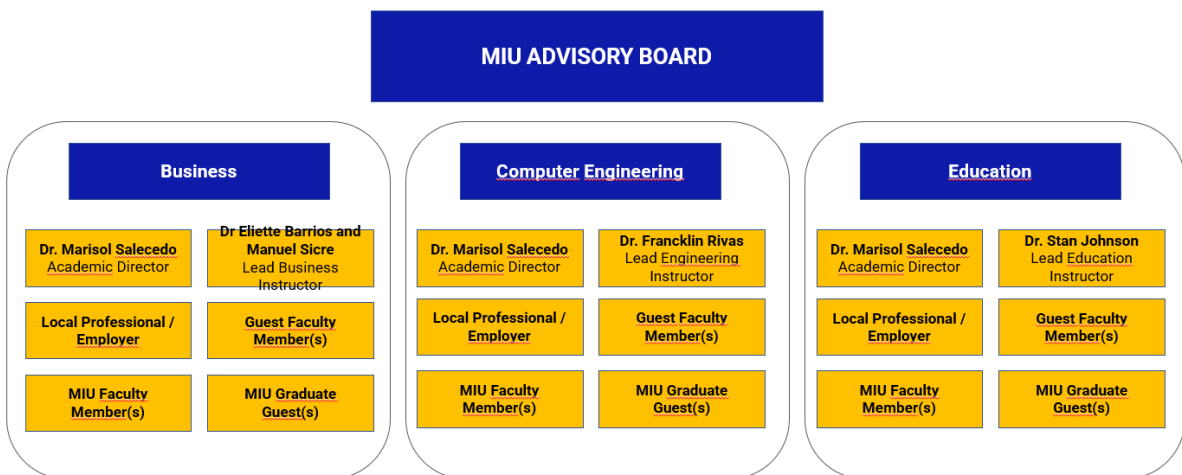 MIU ADVISORY BOARD
Business
Dr. Marisol Salecedo
Academic Director
Dr Eliette Barrios and
Manuel Sicre
Lead Business
Instructor
Local Professional /
Employer
Guest Faculty
Member(s)
MIU Faculty
Member(s)
MIU Graduate
Guest(s)
Computer Engineering
Dr. Marisol Salecedo
Academic Director
Dr. Francklin Rivas
Lead Engineering
Instructor
Local Professional /
Employer
Guest Faculty
Member(s)
MIU Faculty
Member(s)
MIU Graduate
Guest(s)
Education
Dr. Marisol Salecedo
Academic Director
Dr. Stan Johnson
Lead Education
Instructor
Local Professional /
Employer
Guest Faculty
Member(s)
MIU Faculty
Member(s)
MIU Graduate
Guest(s)